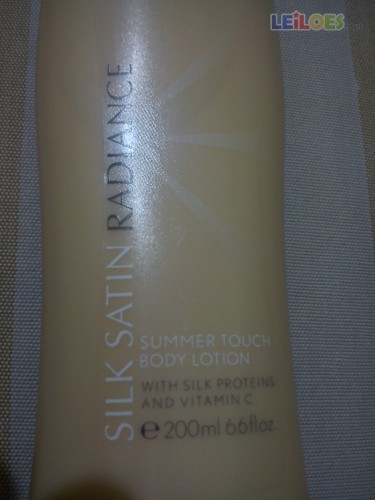 LEiLOES
SILK SATIN RADIANCE
SUMMER TOUCH
BODY LOTION
WITH SILK PROTEINS
AND VITAMIN C
e 200ml 6.6fl.oz